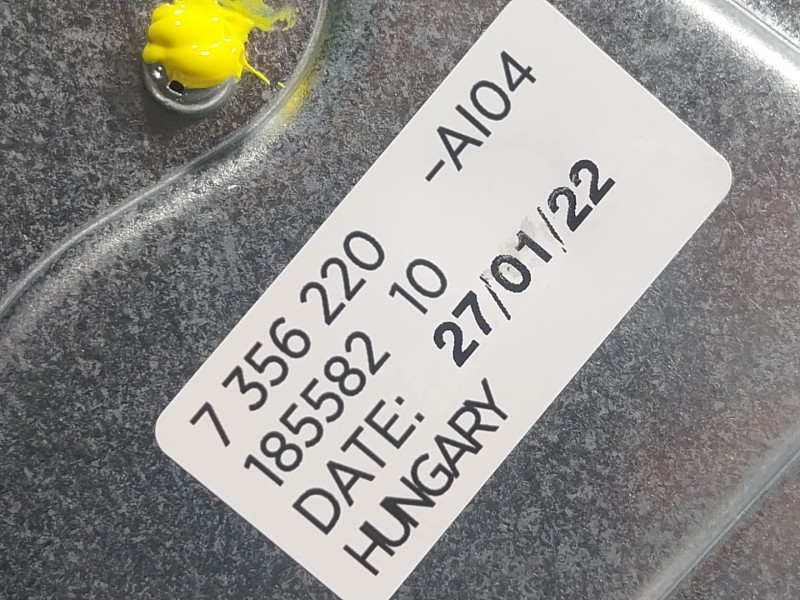 7 356 220 -AI04
185582 10
DATE: 27/01/22
HUNGARY